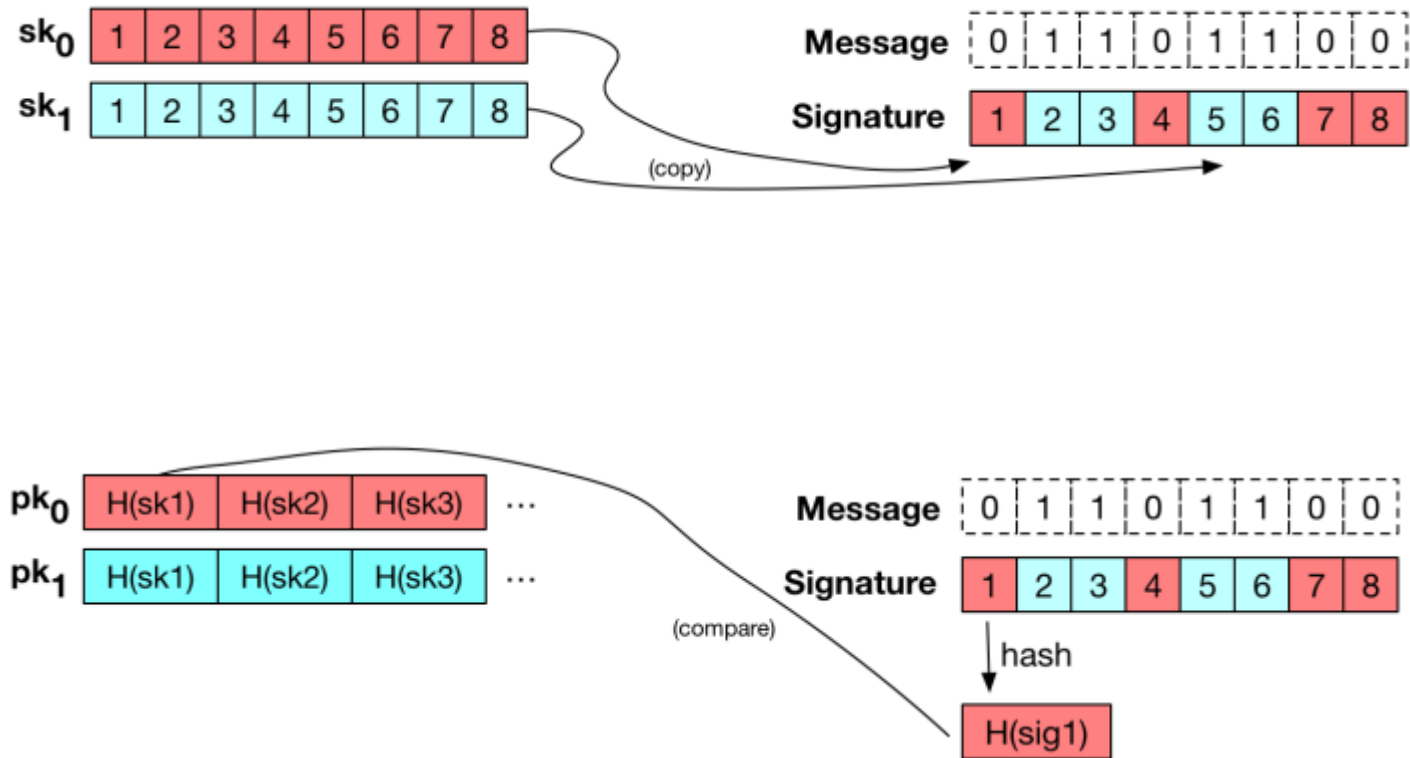 sk0 1 2 3 4 5 6 7 8
Message 0 1 1 0 1 1 0 0
sk1 1 2 3 4 5 6 7 8
Signature 1 2 3 4 5 6 7 8
(copy)
pk0 H(sk1) H(sk2) H(sk3) ...
Message 0 1 1 0 1 1 0 0
pk1 H(sk1) H(sk2) H(sk3) ...
Signature 1 2 3 4 5 6 7 8
(compare)
hash
H(sig1)